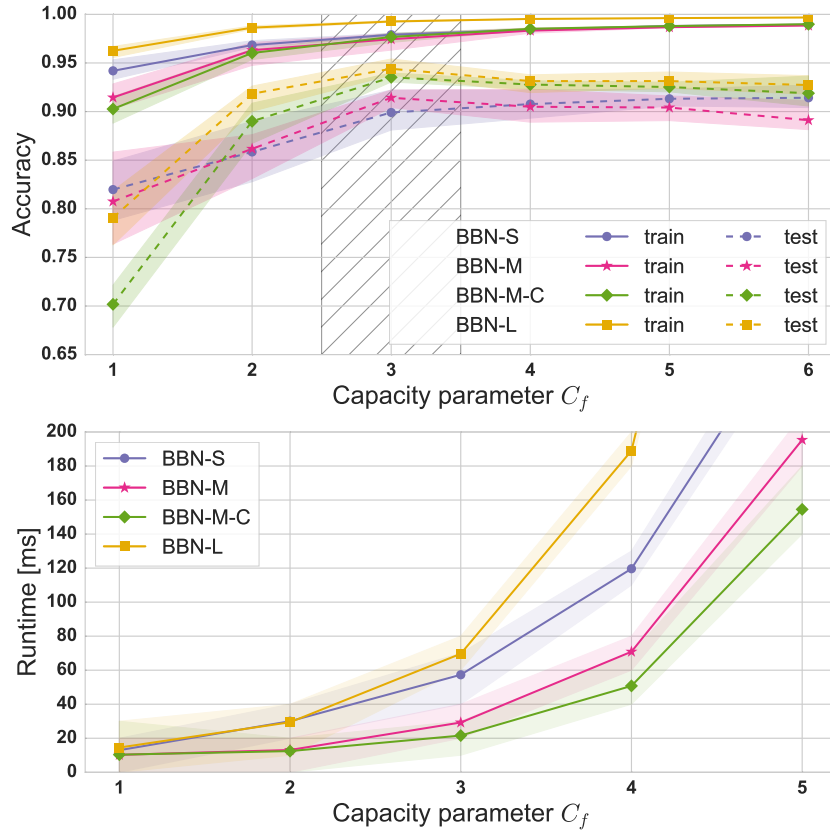 1.00
0.95
0.90
0.85
0.80
0.75
0.70
0.65
Accuracy
BBN-S train test
BBN-M train test
BBN-M-C train test
BBN-L train test
1 2 3 4 5 6
Capacity parameter C_f
200
180
160
140
120
100
80
60
40
20
0
Runtime [ms]
BBN-S
BBN-M
BBN-M-C
BBN-L
1 2 3 4 5
Capacity parameter C_f